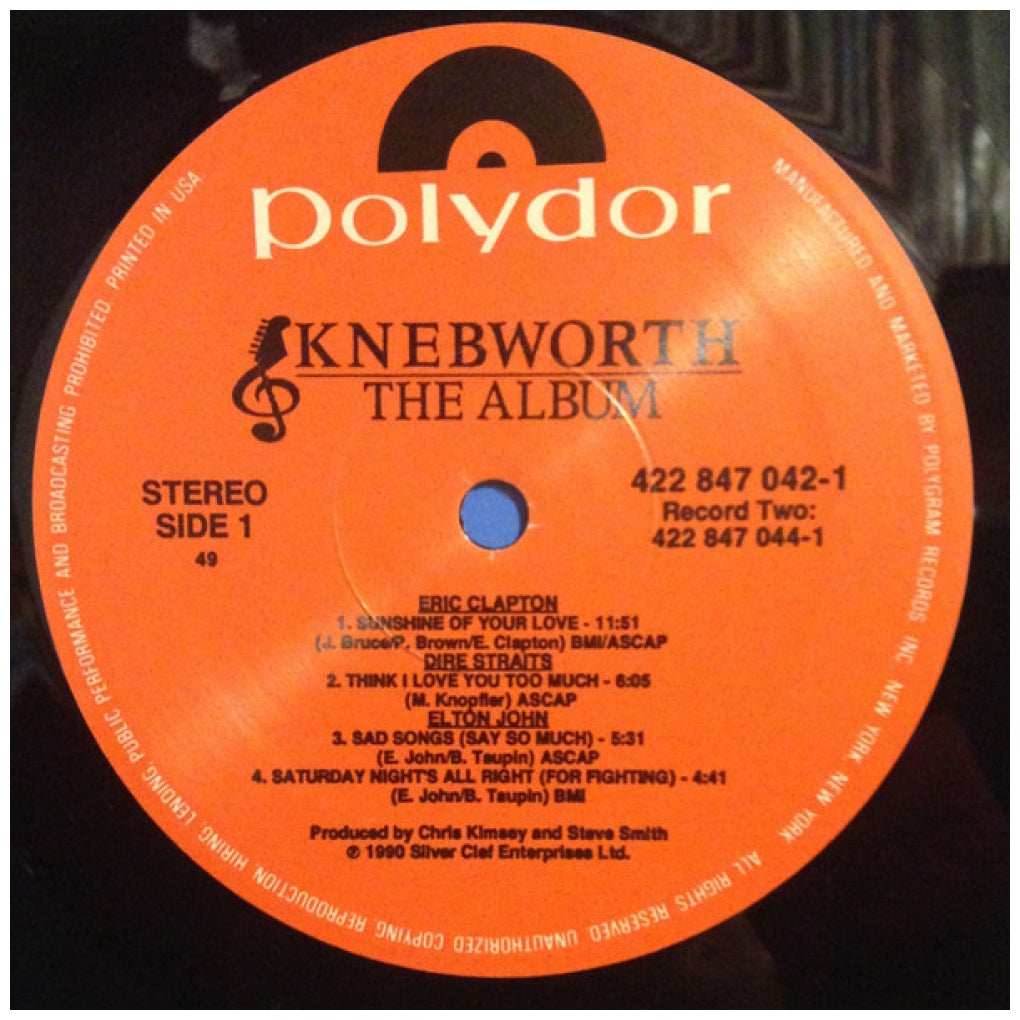 polydor
KNEBWORTH
THE ALBUM
STEREO
SIDE 1
49
422 847 042-1
Record Two:
422 847 044-1
ERIC CLAPTON
1. SUNSHINE OF YOUR LOVE - 11:51
(J. Bruce/P. Brown/E. Clapton) BMI/ASCAP
DIRE STRAITS
2. THINK I LOVE YOU TOO MUCH - 6:05
(M. Knopfler) ASCAP
ELTON JOHN
3. SAD SONGS (SAY SO MUCH) - 5:31
(E. John/B. Taupin) ASCAP
4. SATURDAY NIGHT'S ALL RIGHT (FOR FIGHTING) - 4:41
(E. John/B. Taupin) BMI
Produced by Chris Kimsey and Steve Smith
℗ 1990 Silver Clef Enterprises Ltd.
MANUFACTURED AND MARKETED BY POLYGRAM RECORDS INC. NEW YORK, NEW YORK ALL RIGHTS RESERVED. UNAUTHORIZED COPYING, REPRODUCTION, HIRING, LENDING, PUBLIC PERFORMANCE AND BROADCASTING PROHIBITED. PRINTED IN USA